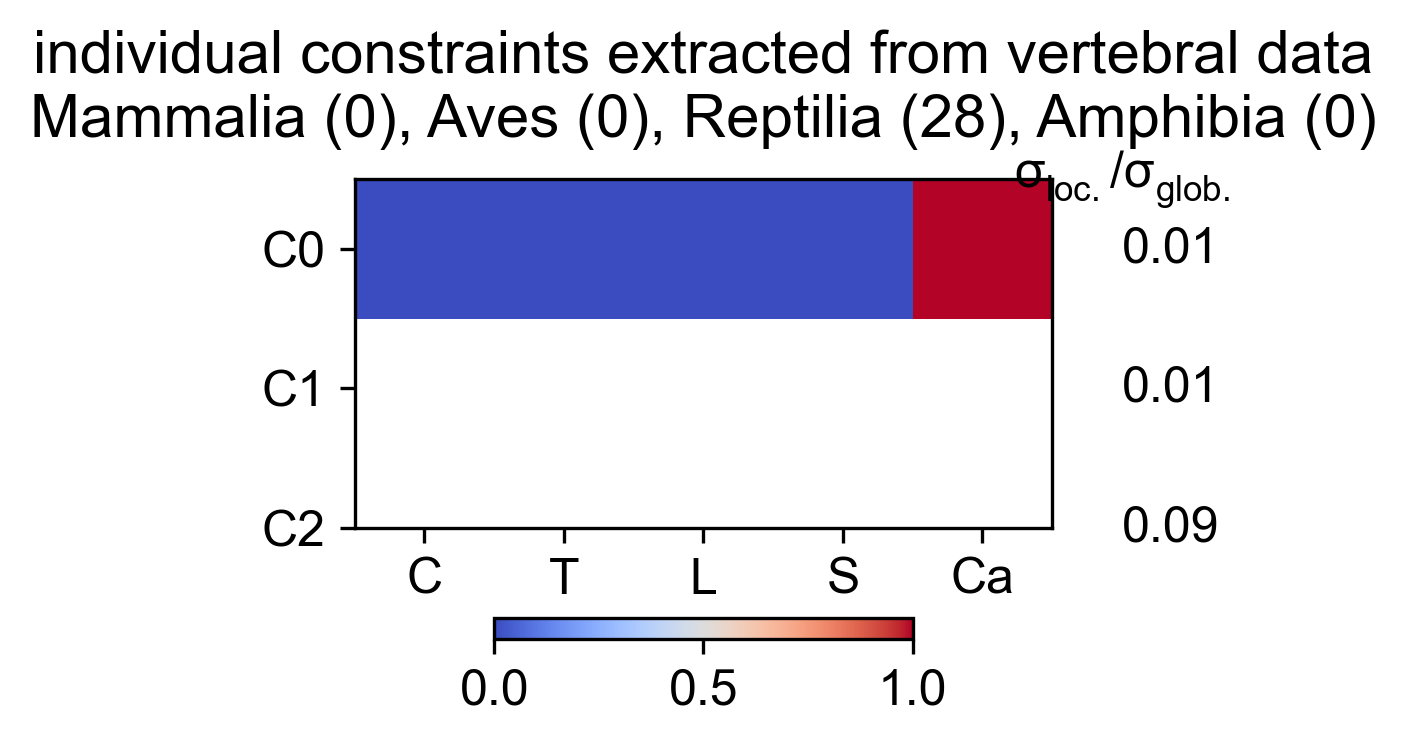 individual constraints extracted from vertebral data
Mammalia (0), Aves (0), Reptilia (28), Amphibia (0)
σloc. /σglob.
C0 0.01
C1 0.01
C2 0.09
C T L S Ca
0.0 0.5 1.0